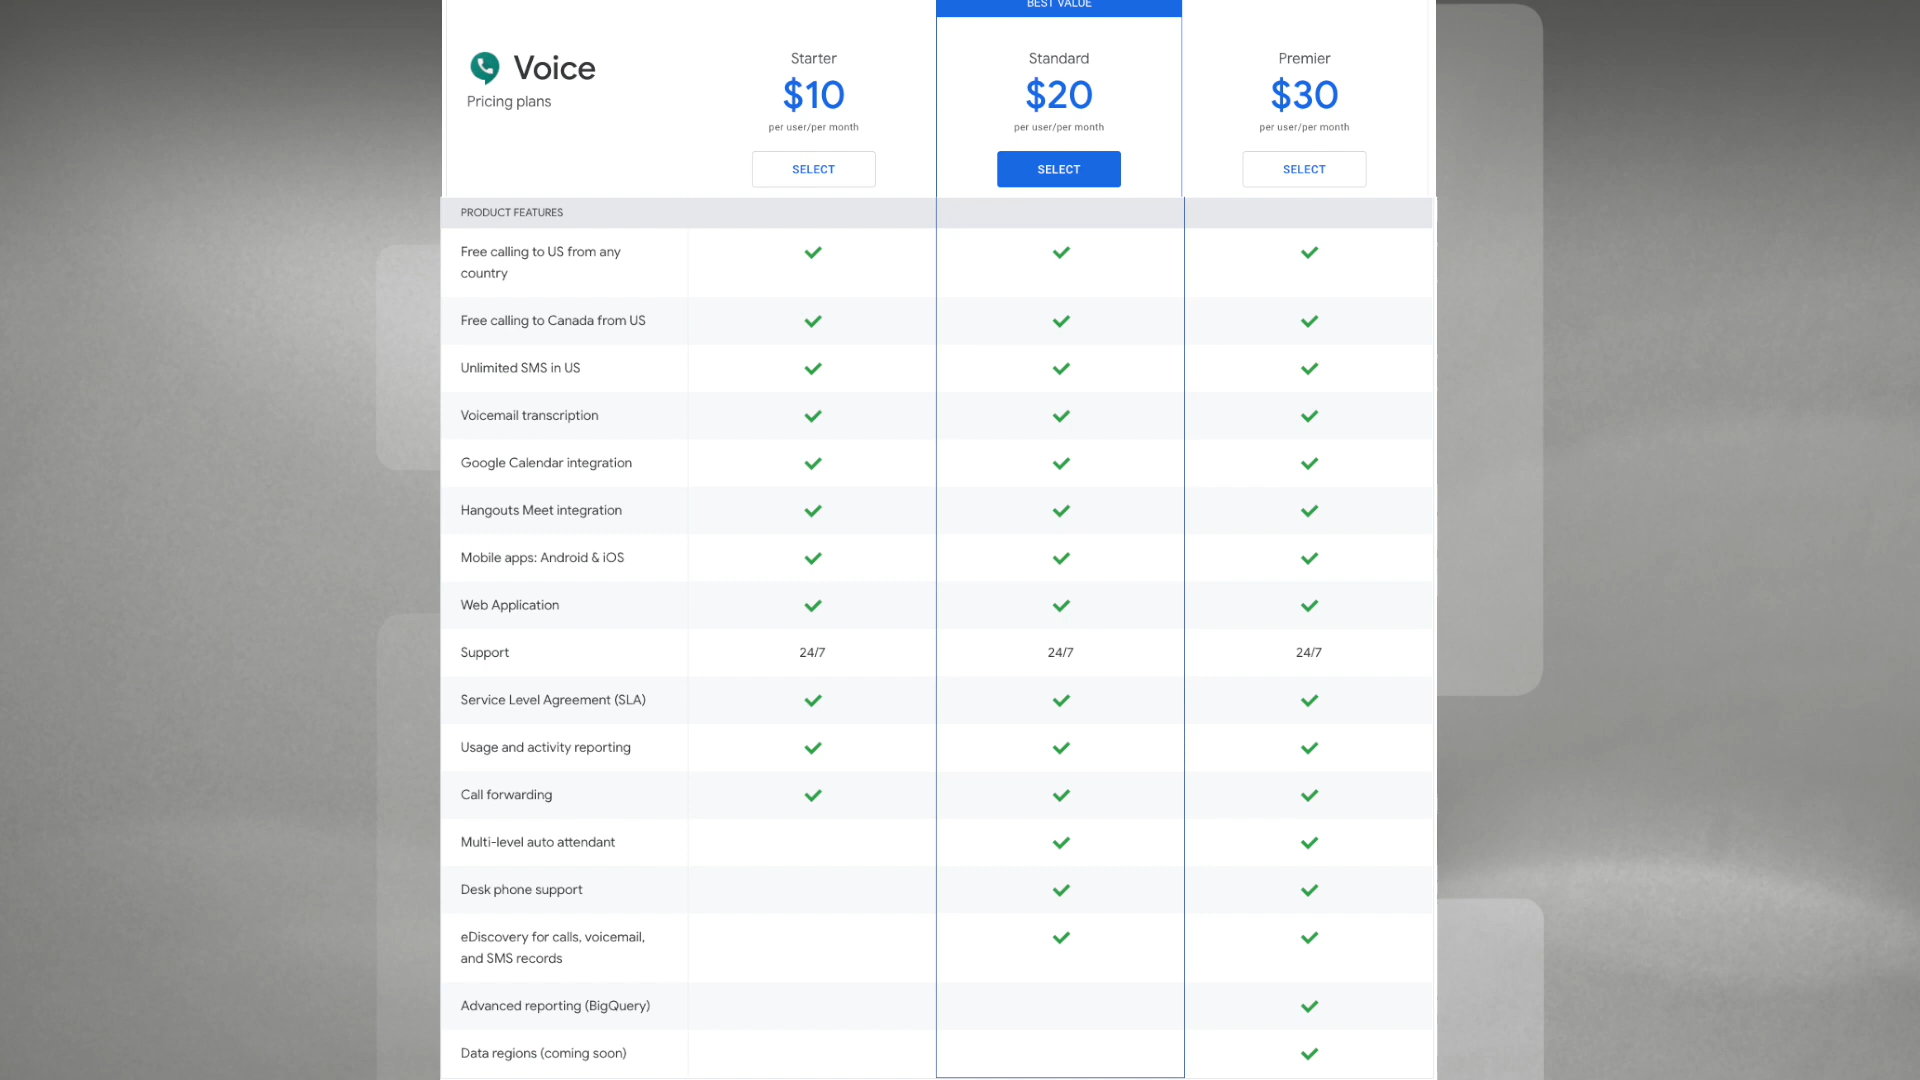 BEST VALUE
Voice
Pricing plans
Starter
$10
per user/per month
SELECT
Standard
$20
per user/per month
SELECT
Premier
$30
per user/per month
SELECT
PRODUCT FEATURES
Free calling to US from any
country
Free calling to Canada from US
Unlimited SMS in US
Voicemail transcription
Google Calendar integration
Hangouts Meet integration
Mobile apps: Android & iOS
Web Application
Support 24/7 24/7 24/7
Service Level Agreement (SLA)
Usage and activity reporting
Call forwarding
Multi-level auto attendant
Desk phone support
eDiscovery for calls, voicemail,
and SMS records
Advanced reporting (BigQuery)
Data regions (coming soon)